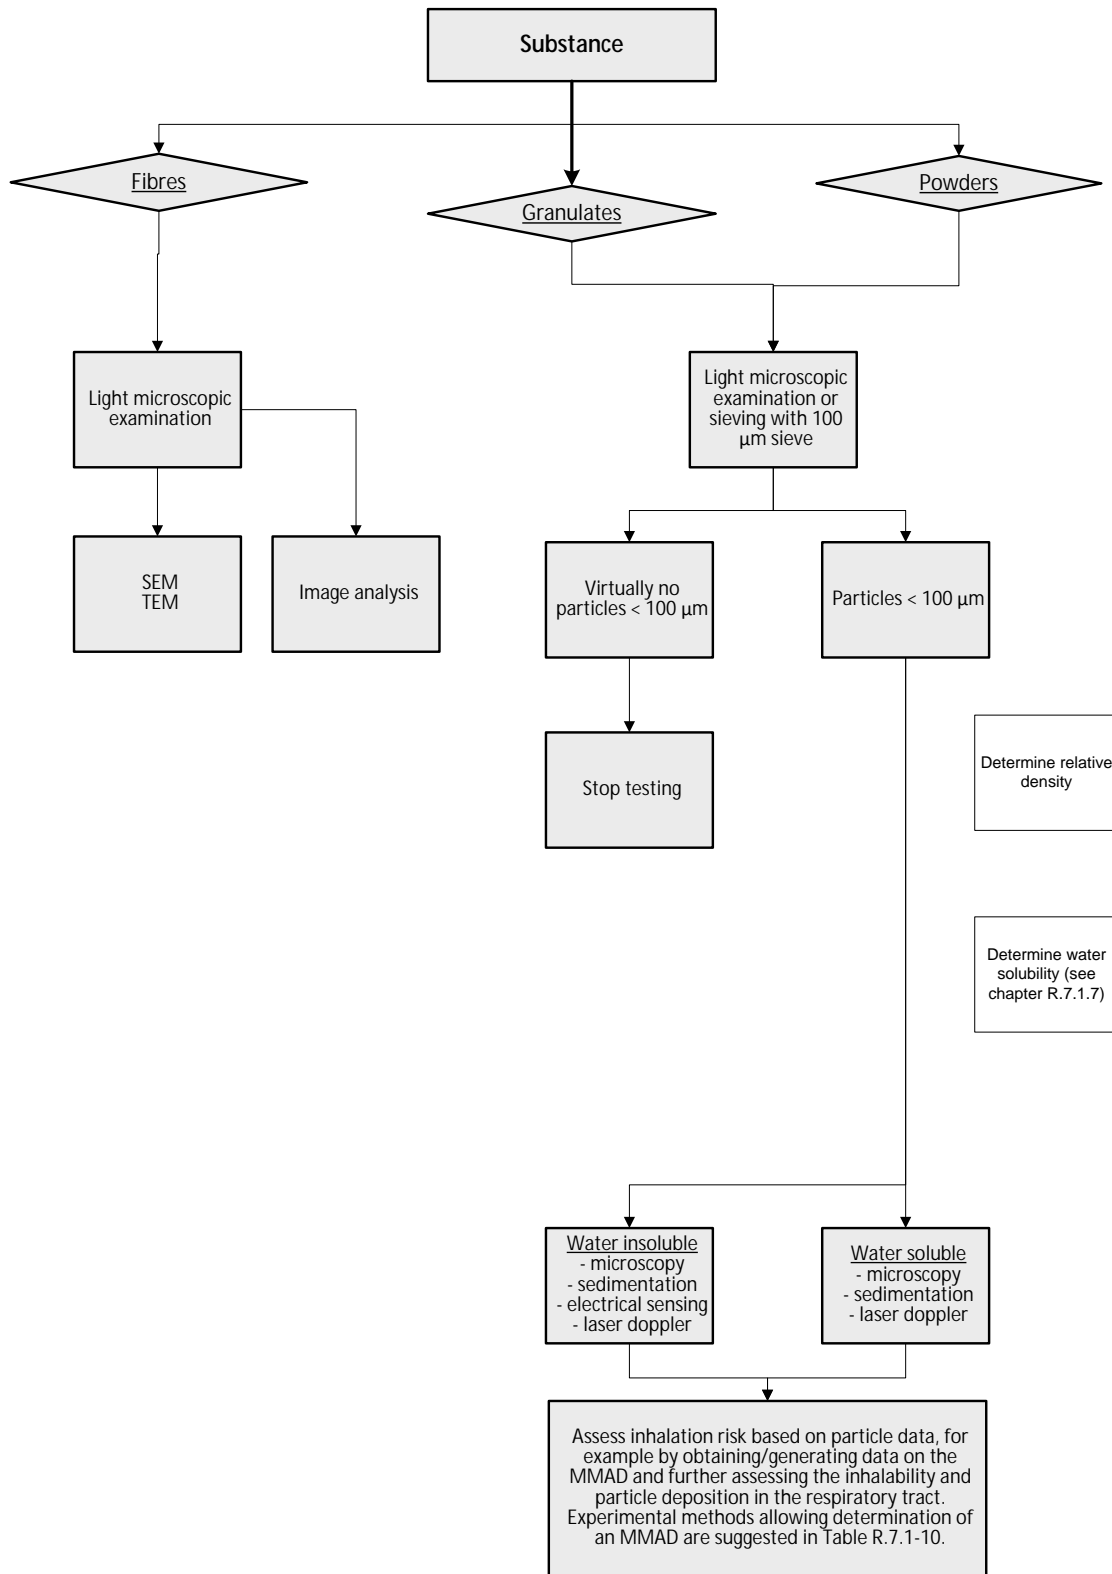 Substance
Fibres
Granulates
Powders
Light microscopic
examination
Light microscopic
examination or
sieving with 100
µm sieve
SEM
TEM
Image analysis
Virtually no
particles < 100 µm
Particles < 100 µm
Stop testing
Determine relative
density
Determine water
solubility (see
chapter R.7.1.7)
Water insoluble
- microscopy
- sedimentation
- electrical sensing
- laser doppler
Water soluble
- microscopy
- sedimentation
- laser doppler
Assess inhalation risk based on particle data, for
example by obtaining/generating data on the
MMAD and further assessing the inhalability and
particle deposition in the respiratory tract.
Experimental methods allowing determination of
an MMAD are suggested in Table R.7.1-10.